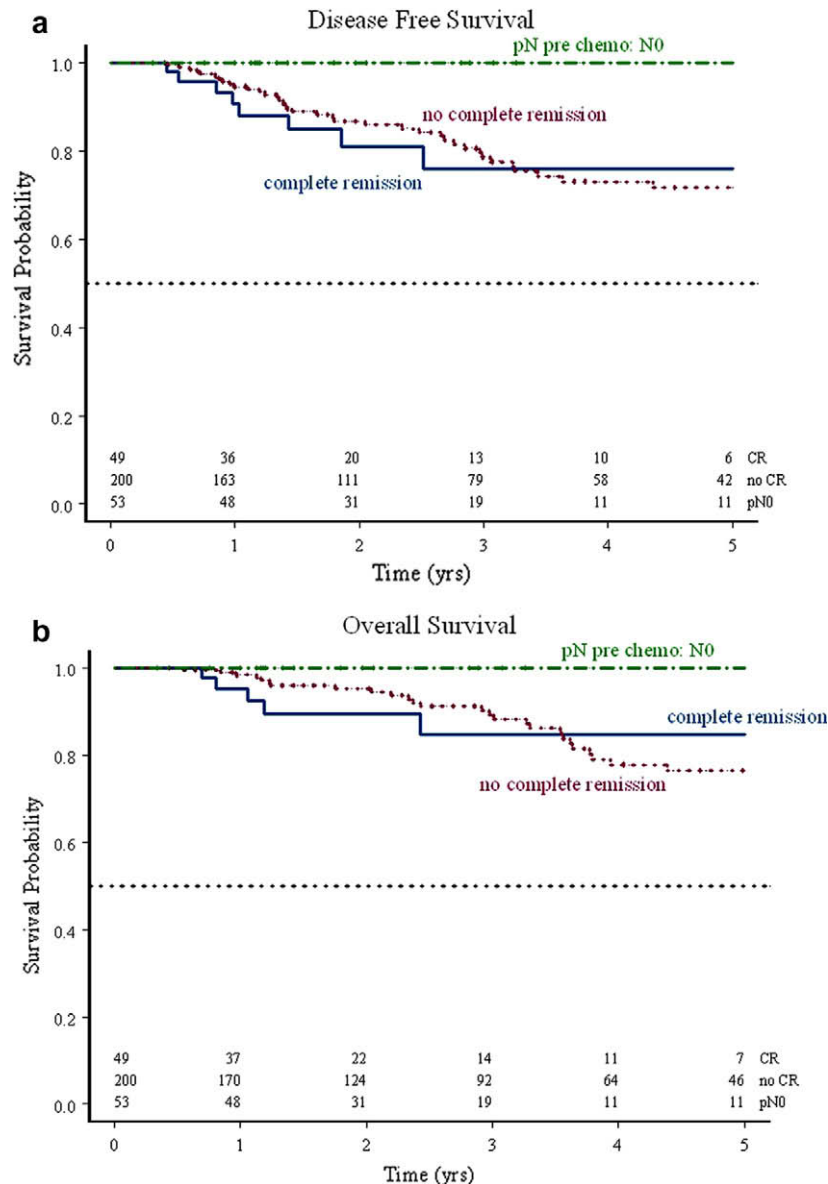 a
Disease Free Survival
pN pre chemo: N0
no complete remission
complete remission
Survival Probability
1.0
0.8
0.6
0.4
0.2
0.0
49 36 20 13 10 6 CR
200 163 111 79 58 42 no CR
53 48 31 19 11 11 pN0
0 1 2 3 4 5
Time (yrs)
b
Overall Survival
pN pre chemo: N0
complete remission
no complete remission
Survival Probability
1.0
0.8
0.6
0.4
0.2
0.0
49 37 22 14 11 7 CR
200 170 124 92 64 46 no CR
53 48 31 19 11 11 pN0
0 1 2 3 4 5
Time (yrs)